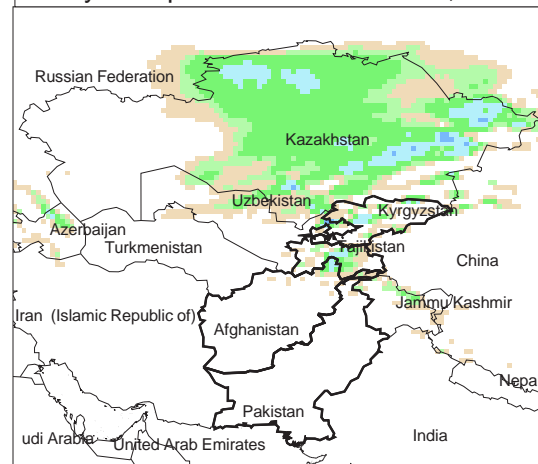 Russian Federation
Kazakhstan
Uzbekistan
Kyrgyzstan
Azerbaijan
Turkmenistan
Tajikistan
China
Iran (Islamic Republic of)
Jammu Kashmir
Afghanistan
Nepa
Pakistan
udi Arabia
United Arab Emirates
India